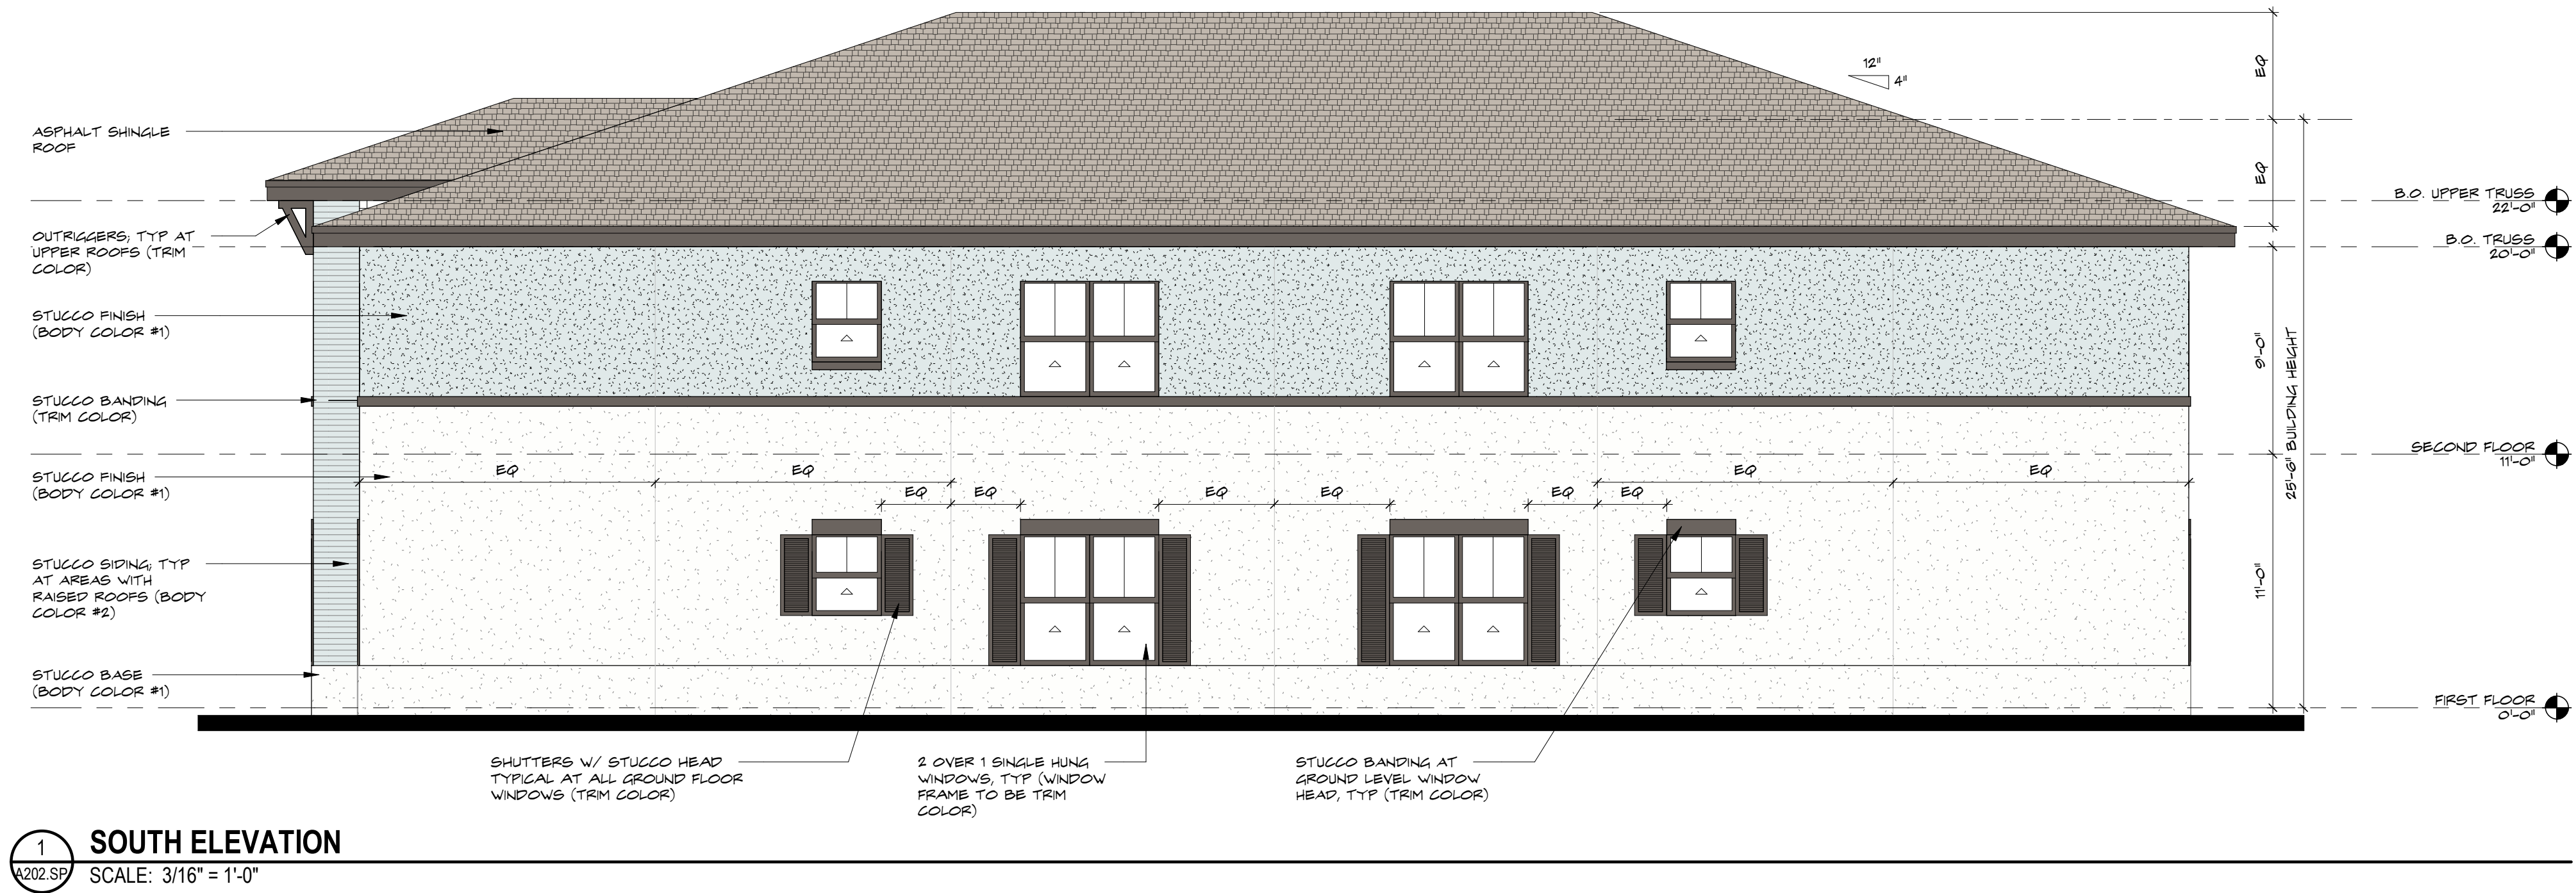 12"
4"
EQ
ASPHALT SHINGLE
ROOF
EQ
B.O. UPPER TRUSS
22'-0"
OUTRIGGERS; TYP AT
UPPER ROOFS (TRIM
COLOR)
B.O. TRUSS
20'-0"
STUCCO FINISH
(BODY COLOR #1)
9'-0"
25'-6" BUILDING HEIGHT
STUCCO BANDING
(TRIM COLOR)
SECOND FLOOR
11'-0"
STUCCO FINISH
(BODY COLOR #1)
EQ
EQ
EQ
EQ
EQ
EQ
EQ
EQ
EQ
EQ
STUCCO SIDING; TYP
AT AREAS WITH
RAISED ROOFS (BODY
COLOR #2)
11'-0"
STUCCO BASE
(BODY COLOR #1)
FIRST FLOOR
0'-0"
SHUTTERS W/ STUCCO HEAD
TYPICAL AT ALL GROUND FLOOR
WINDOWS (TRIM COLOR)
2 OVER 1 SINGLE HUNG
WINDOWS, TYP (WINDOW
FRAME TO BE TRIM
COLOR)
STUCCO BANDING AT
GROUND LEVEL WINDOW
HEAD, TYP (TRIM COLOR)
1
A202.SP
SOUTH ELEVATION
SCALE: 3/16" = 1'-0"